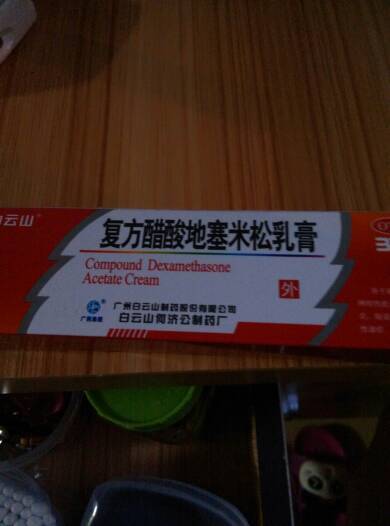 白云山
复方醋酸地塞米松乳膏
Compound Dexamethasone
Acetate Cream
外
广州白云山制药股份有限公司
白云山何济公制药厂